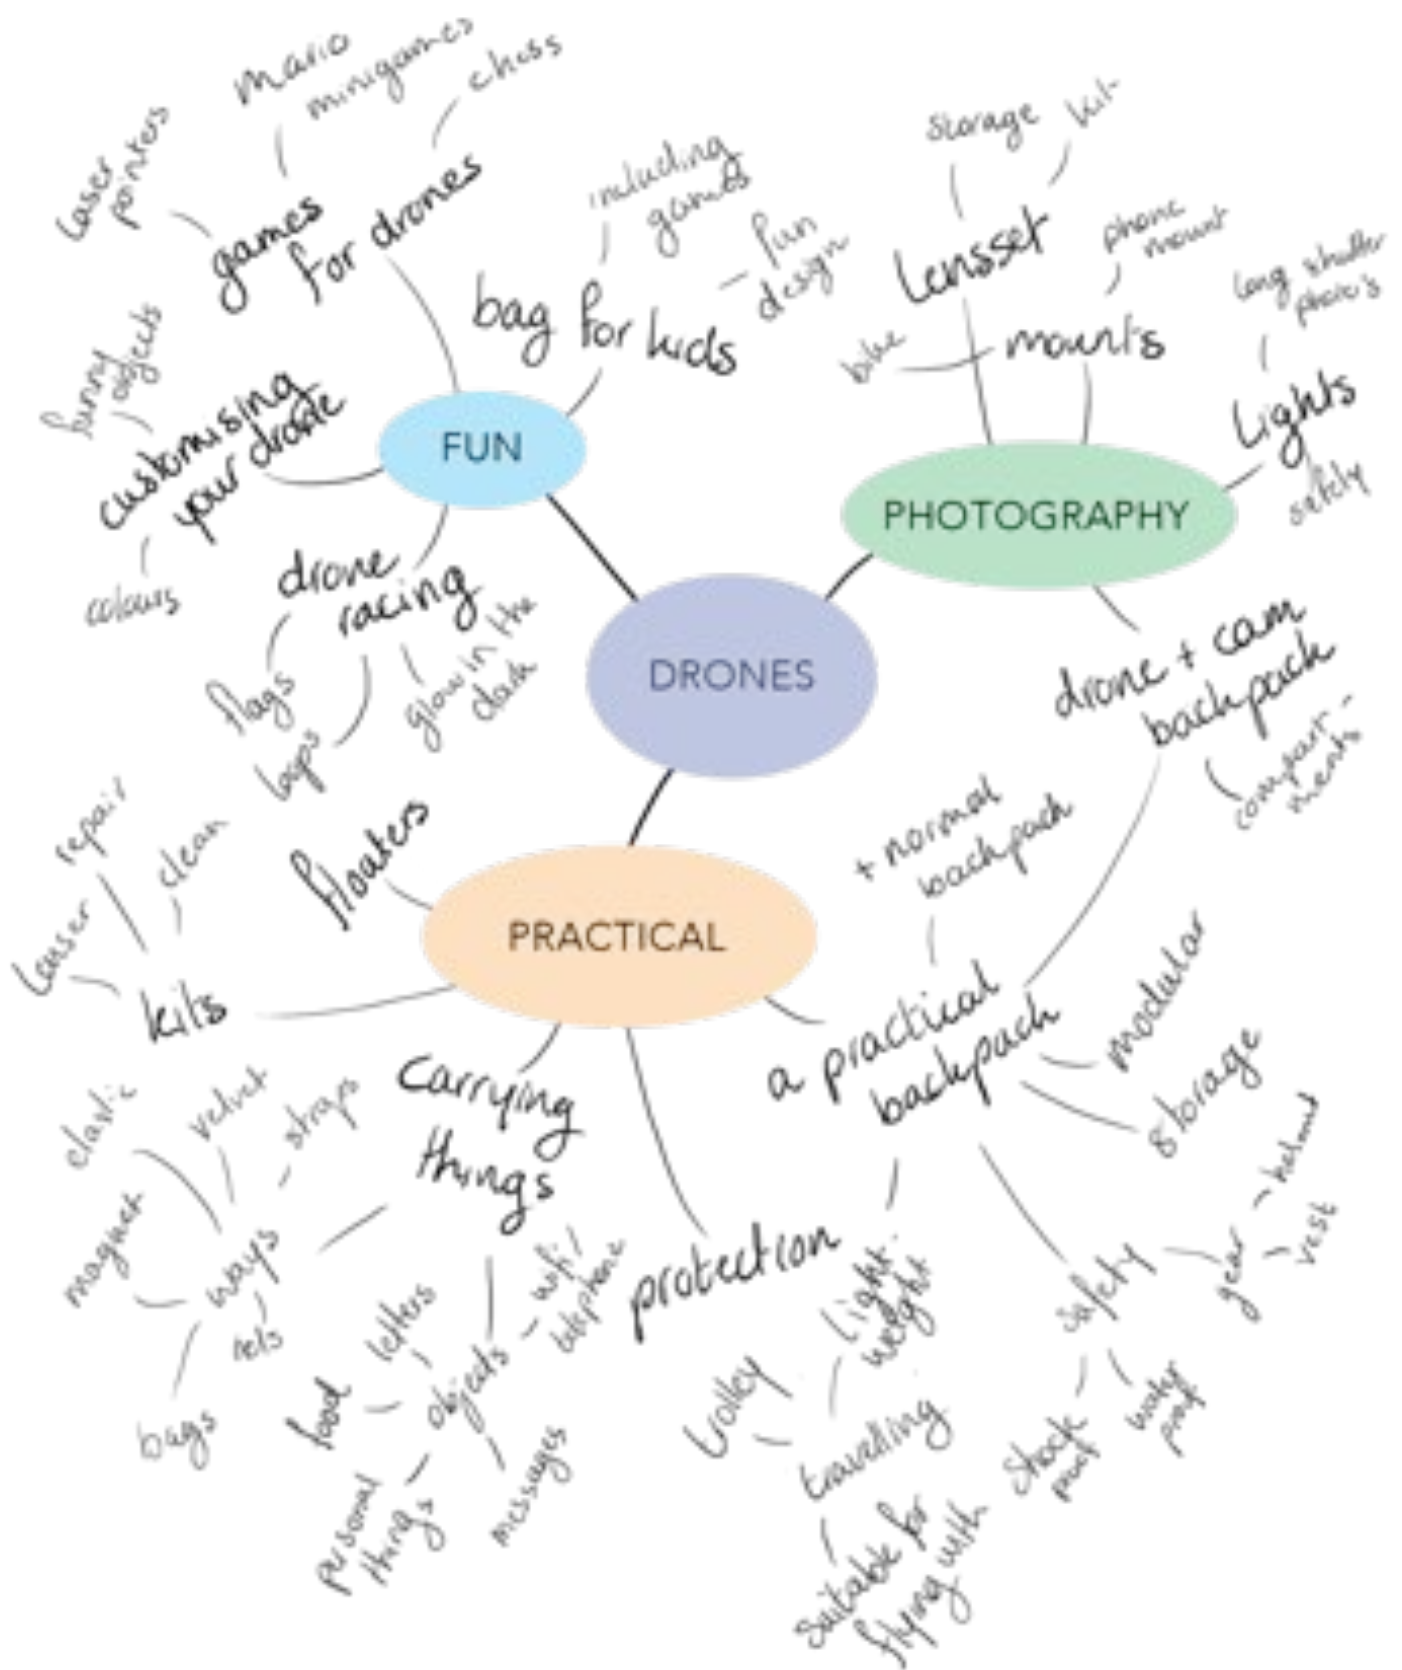 mario
minigames
chess
laser
pointers
games
for drones
including
games
fun
design
bag for kids
funny
objects
customising
your drone
colours
FUN
drone
racing
flags
loops
glow in the
dark
storage
kit
Lensset
phone
mount
bike
mounts
long shutter
photo's
Lights
safety
PHOTOGRAPHY
DRONES
drone + cam
backpack
compart-
ments
repair
clean
kits
floaters
PRACTICAL
+ normal
backpack
a practical
backpack
modular
storage
safety
gear
helmet
vest
shock
proof
water
proof
Carrying
things
elastic
velvet
straps
magnet
ways
nets
bags
letters
food
objects
wifi/
telephone
personal
things
messages
protection
Light-
weight
trolley
travelling
suitable for
flying with